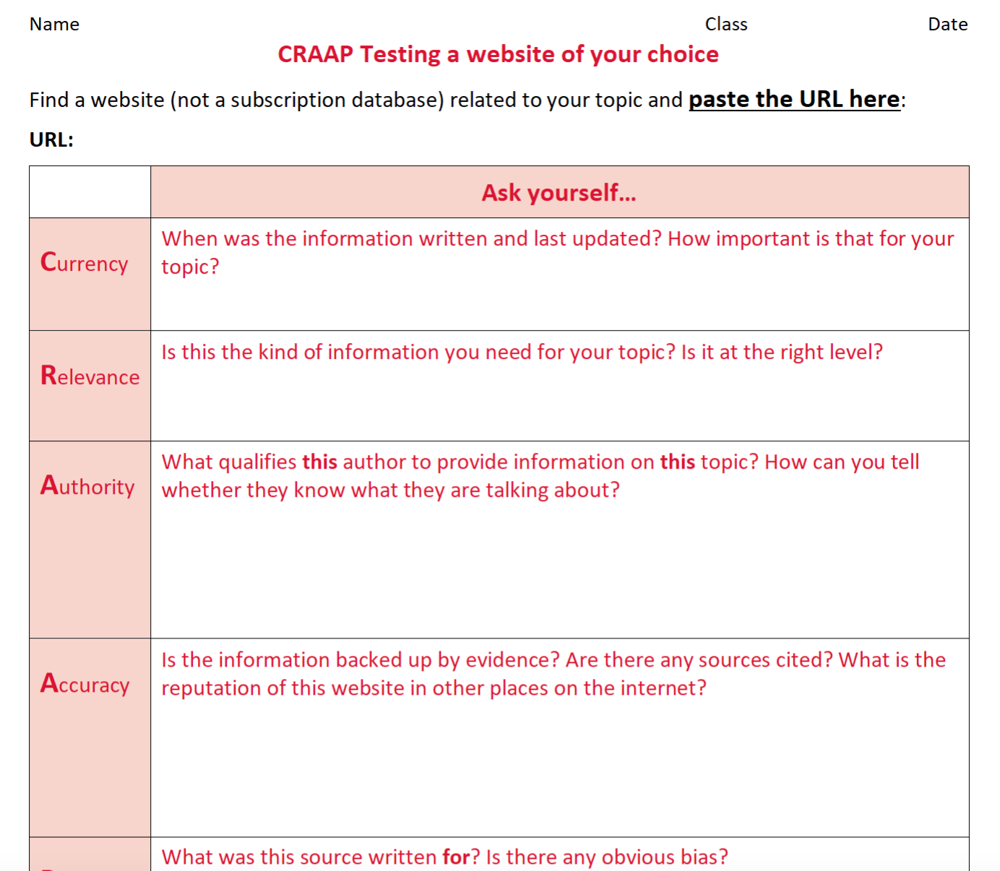 Name Class Date
CRAAP Testing a website of your choice
Find a website (not a subscription database) related to your topic and paste the URL here:
URL:
Ask yourself...
Currency
When was the information written and last updated? How important is that for your
topic?
Relevance
Is this the kind of information you need for your topic? Is it at the right level?
Authority
What qualifies this author to provide information on this topic? How can you tell
whether they know what they are talking about?
Accuracy
Is the information backed up by evidence? Are there any sources cited? What is the
reputation of this website in other places on the internet?
What was this source written for? Is there any obvious bias?